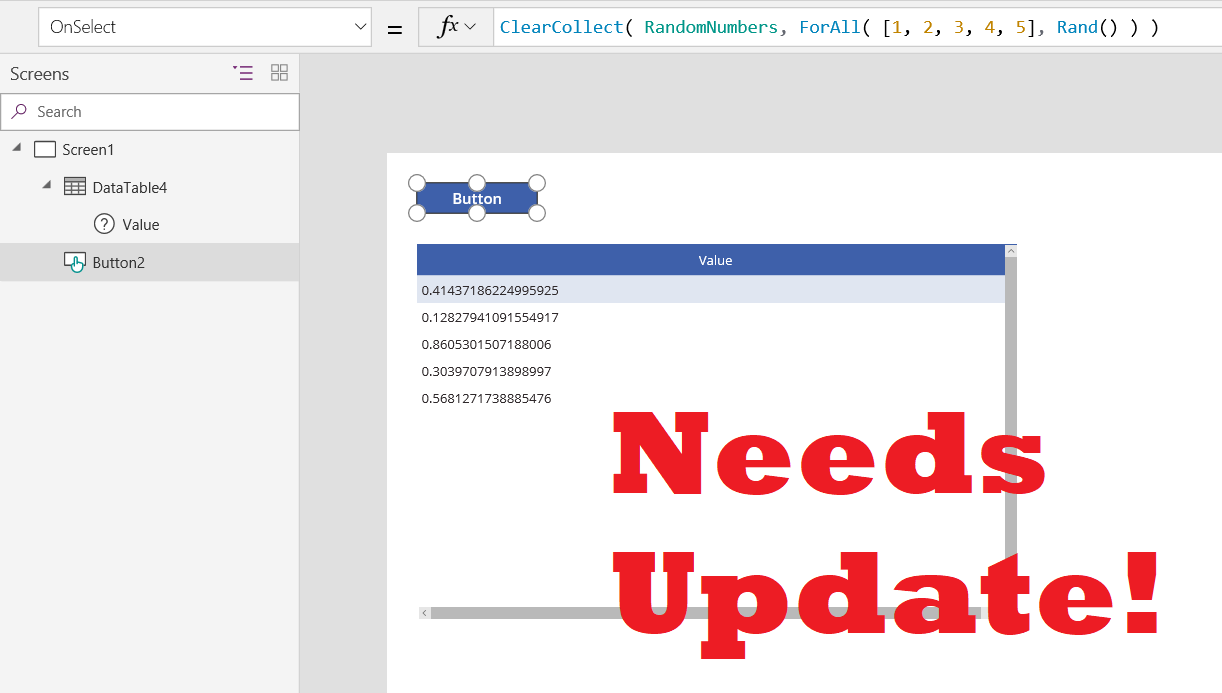 OnSelect = fx ClearCollect( RandomNumbers, ForAll( [1, 2, 3, 4, 5], Rand() ) )
Screens
Search
Screen1
DataTable4
? Value
Button2
Button
Value
0.41437186224995925
0.12827941091554917
0.8605301507188006
0.3039707913898997
0.5681271738885476
Needs
Update!